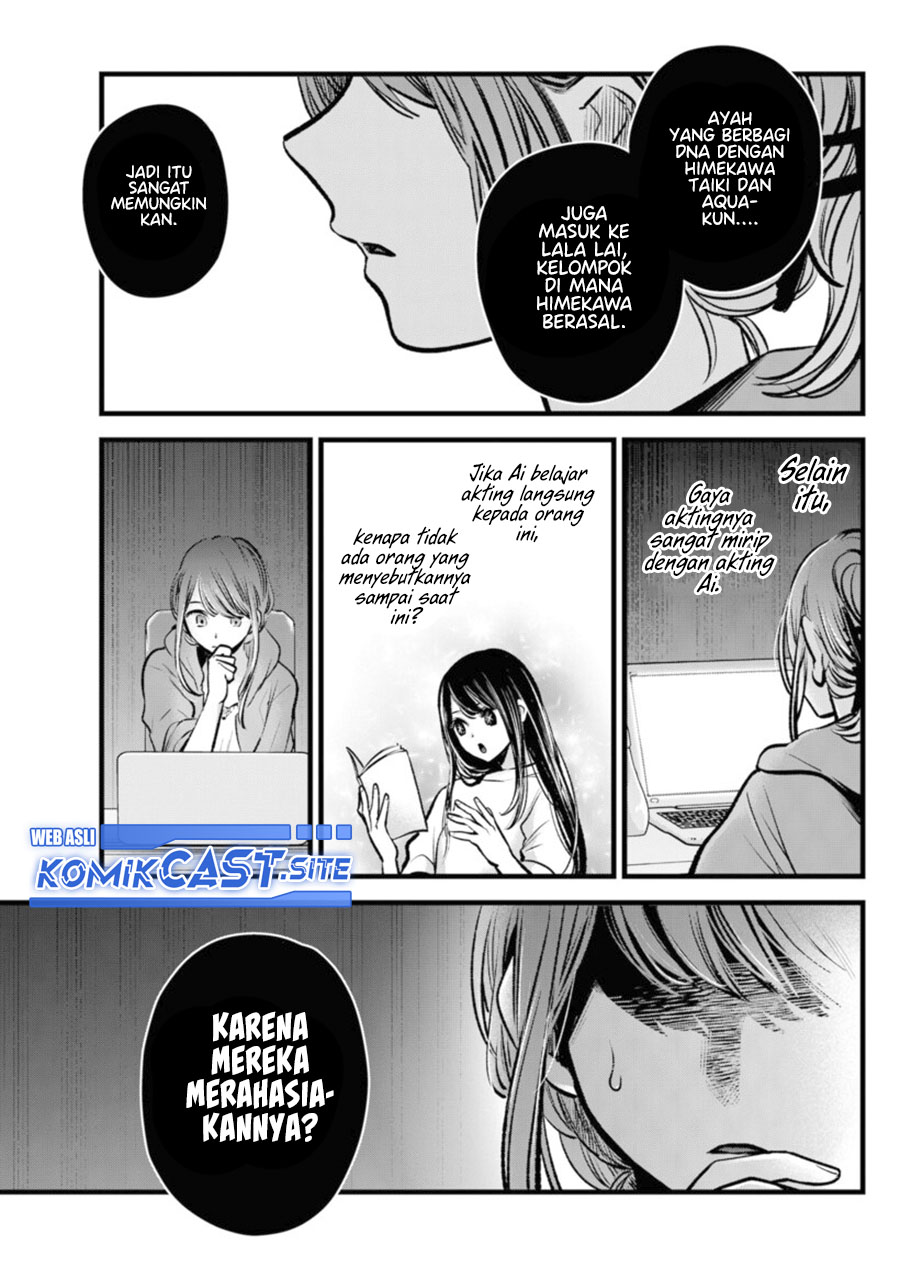 AYAH
YANG BERBAGI
DNA DENGAN
HIMEKAWA
TAIKI DAN
AQUA-
KUN....
JUGA
MASUK KE
LALA LAI,
KELOMPOK
DI MANA
HIMEKAWA
BERASAL.
JADI ITU
SANGAT
MEMUNGKIN
KAN.
Selain
itu,
Gaya
aktingnya
sangat mirip
dengan akting
Ai.
Jika Ai belajar
akting langsung
kepada orang
ini,
kenapa tidak
ada orang yang
menyebutkannya
sampai saat
ini?
WEB ASLI
KOMIKCAST.SITE
KARENA
MEREKA
MERAHASIA-
KANNYA?